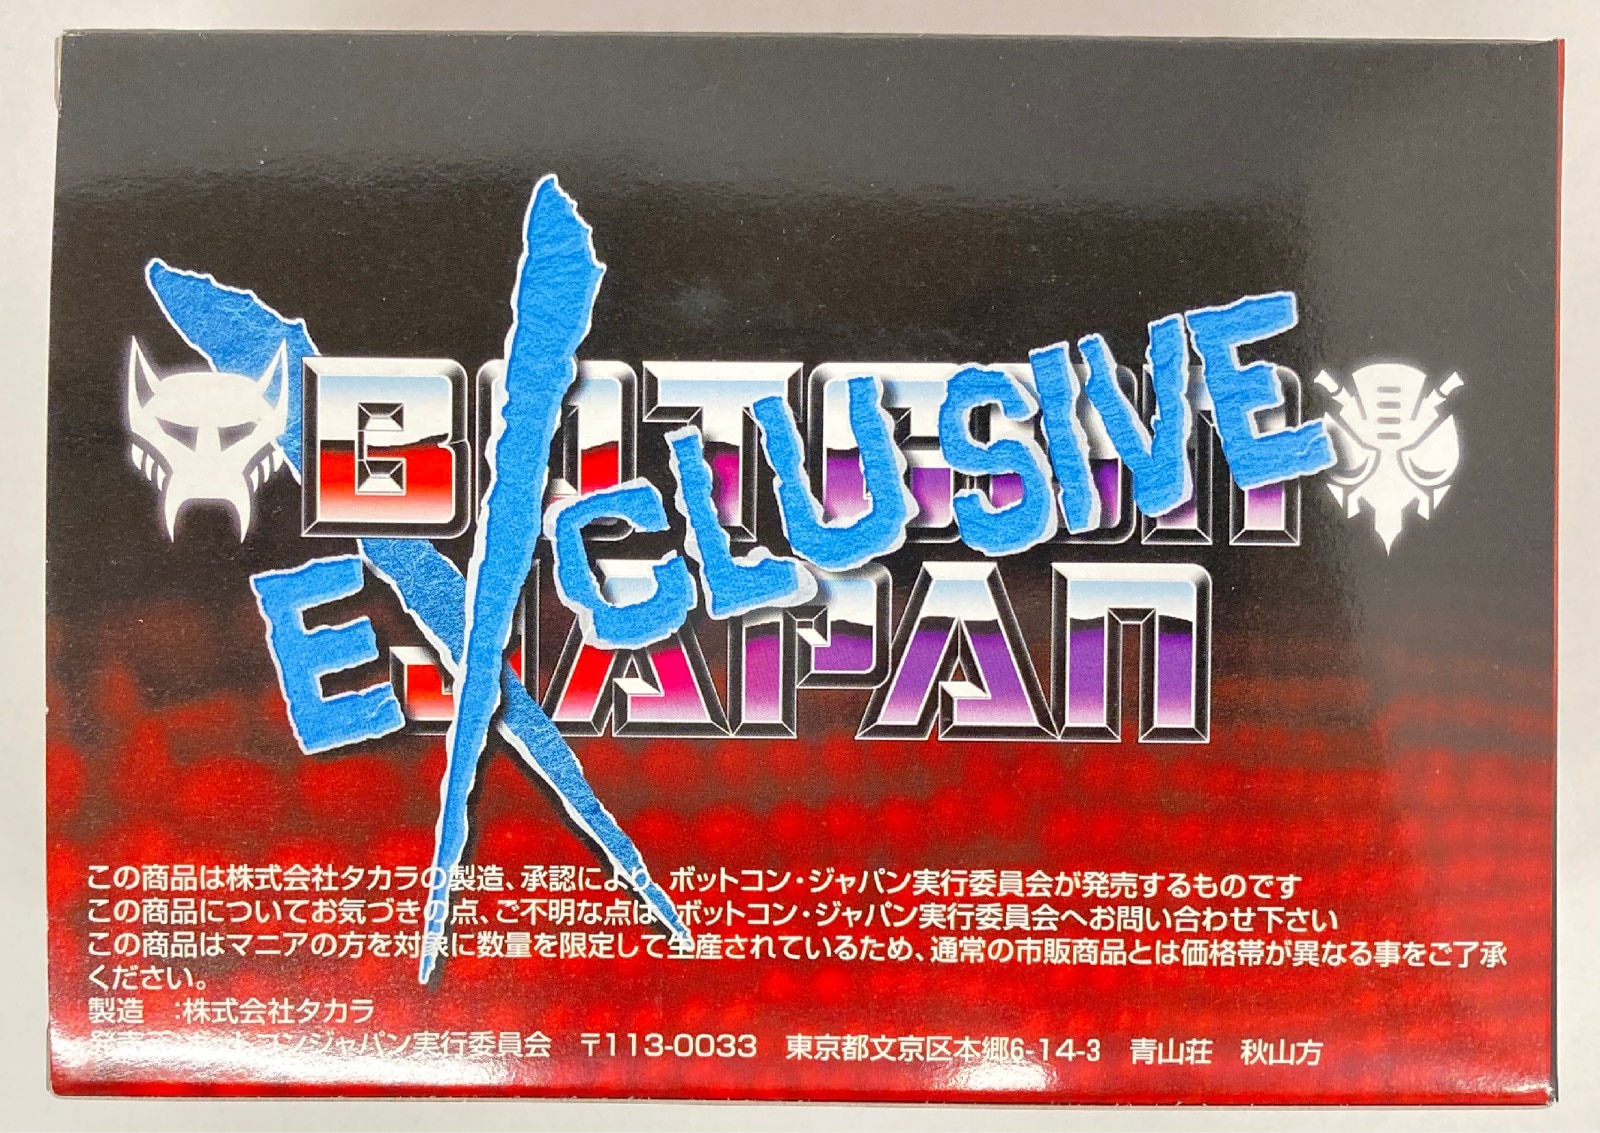 BOTCON
EXCLUSIVE
JAPAN
この商品は株式会社タカラの製造、承認により、ボットコン・ジャパン実行委員会が発売するものです
この商品についてお気づきの点、ご不明な点は、ボットコン・ジャパン実行委員会へお問い合わせ下さい
この商品はマニアの方を対象に数量を限定して生産されているため、通常の市販商品とは価格帯が異なる事をご了承
ください。
製造 :株式会社タカラ
発売元:ボットコンジャパン実行委員会 〒113-0033 東京都文京区本郷6-14-3 青山荘 秋山方